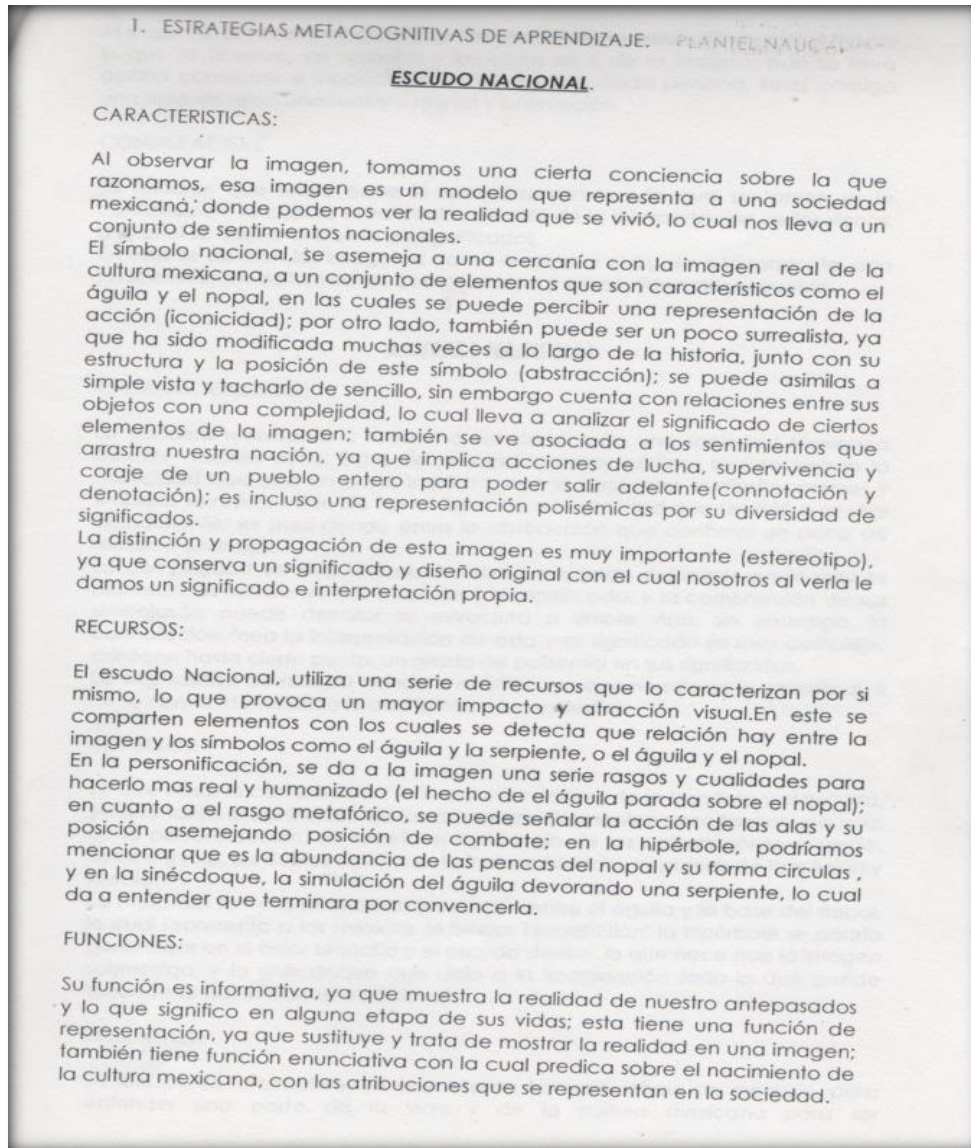 1. ESTRATEGIAS METACOGNITIVAS DE APRENDIZAJE. PLANTEL NAUC
ESCUDO NACIONAL.
CARACTERISTICAS:
Al observar la imagen, tomamos una cierta conciencia sobre la que
razonamos, esa imagen es un modelo que representa a una sociedad
mexicana, donde podemos ver la realidad que se vivió, lo cual nos lleva a un
conjunto de sentimientos nacionales.
El símbolo nacional, se asemeja a una cercanía con la imagen real de la
cultura mexicana, a un conjunto de elementos que son característicos como el
águila y el nopal, en las cuales se puede percibir una representación de la
acción (iconicidad); por otro lado, también puede ser un poco surrealista, ya
que ha sido modificada muchas veces a lo largo de la historia, junto con su
estructura y la posición de este símbolo (abstracción); se puede asimilas a
simple vista y tacharlo de sencillo, sin embargo cuenta con relaciones entre sus
objetos con una complejidad, lo cual lleva a analizar el significado de ciertos
elementos de la imagen; también se ve asociada a los sentimientos que
arrastra nuestra nación, ya que implica acciones de lucha, supervivencia y
coraje de un pueblo entero para poder salir adelante(connotación y
denotación); es incluso una representación polisémicas por su diversidad de
significados.
La distinción y propagación de esta imagen es muy importante (estereotipo),
ya que conserva un significado y diseño original con el cual nosotros al verla le
damos un significado e interpretación propia.
RECURSOS:
El escudo Nacional, utiliza una serie de recursos que lo caracterizan por si
mismo, lo que provoca un mayor impacto y atracción visual.En este se
comparten elementos con los cuales se detecta que relación hay entre la
imagen y los símbolos como el águila y la serpiente, o el águila y el nopal.
En la personificación, se da a la imagen una serie rasgos y cualidades para
hacerlo mas real y humanizado (el hecho de el águila parada sobre el nopal);
en cuanto a el rasgo metafórico, se puede señalar la acción de las alas y su
posición asemejando posición de combate; en la hipérbole, podríamos
mencionar que es la abundancia de las pencas del nopal y su forma circulas ,
y en la sinécdoque, la simulación del águila devorando una serpiente, lo cual
da a entender que terminara por convencerla.
FUNCIONES:
Su función es informativa, ya que muestra la realidad de nuestro antepasados
y lo que significo en alguna etapa de sus vidas; esta tiene una función de
representación, ya que sustituye y trata de mostrar la realidad en una imagen;
también tiene función enunciativa con la cual predica sobre el nacimiento de
la cultura mexicana, con las atribuciones que se representan en la sociedad.